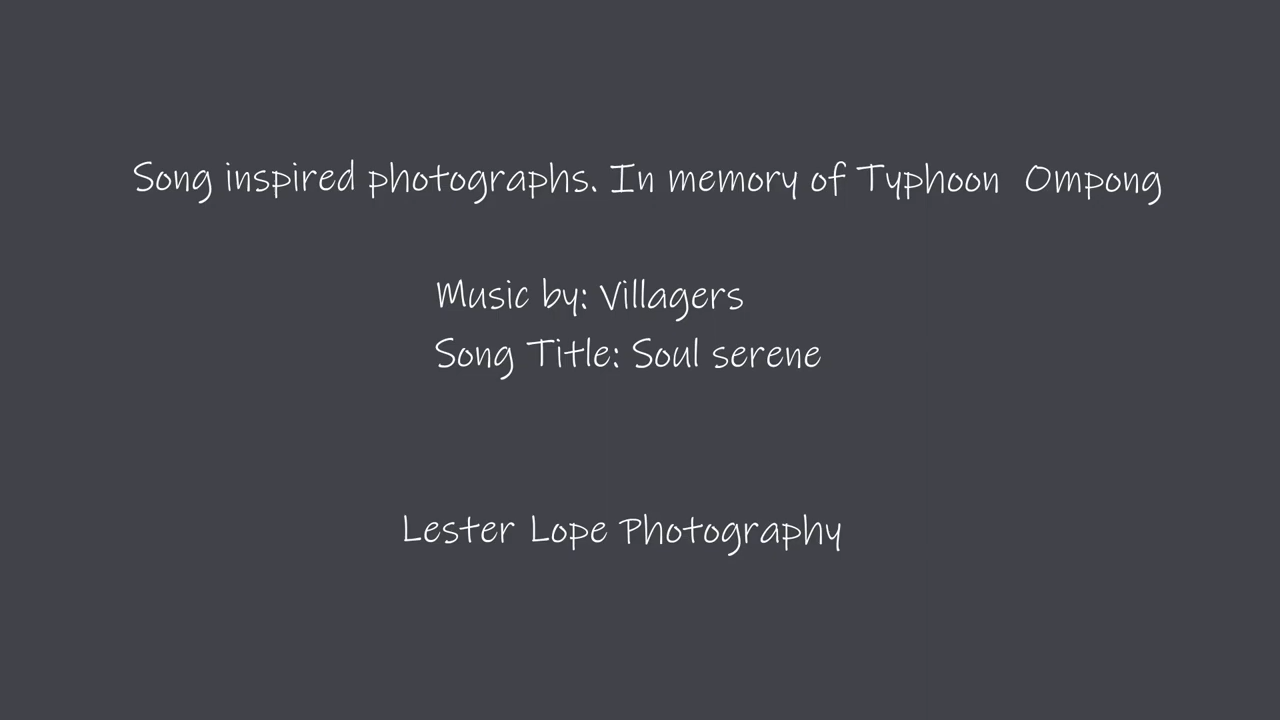 Song inspired photographs. In memory of Typhoon Ompong
Music by: Villagers
Song Title: Soul serene
Lester Lope Photography